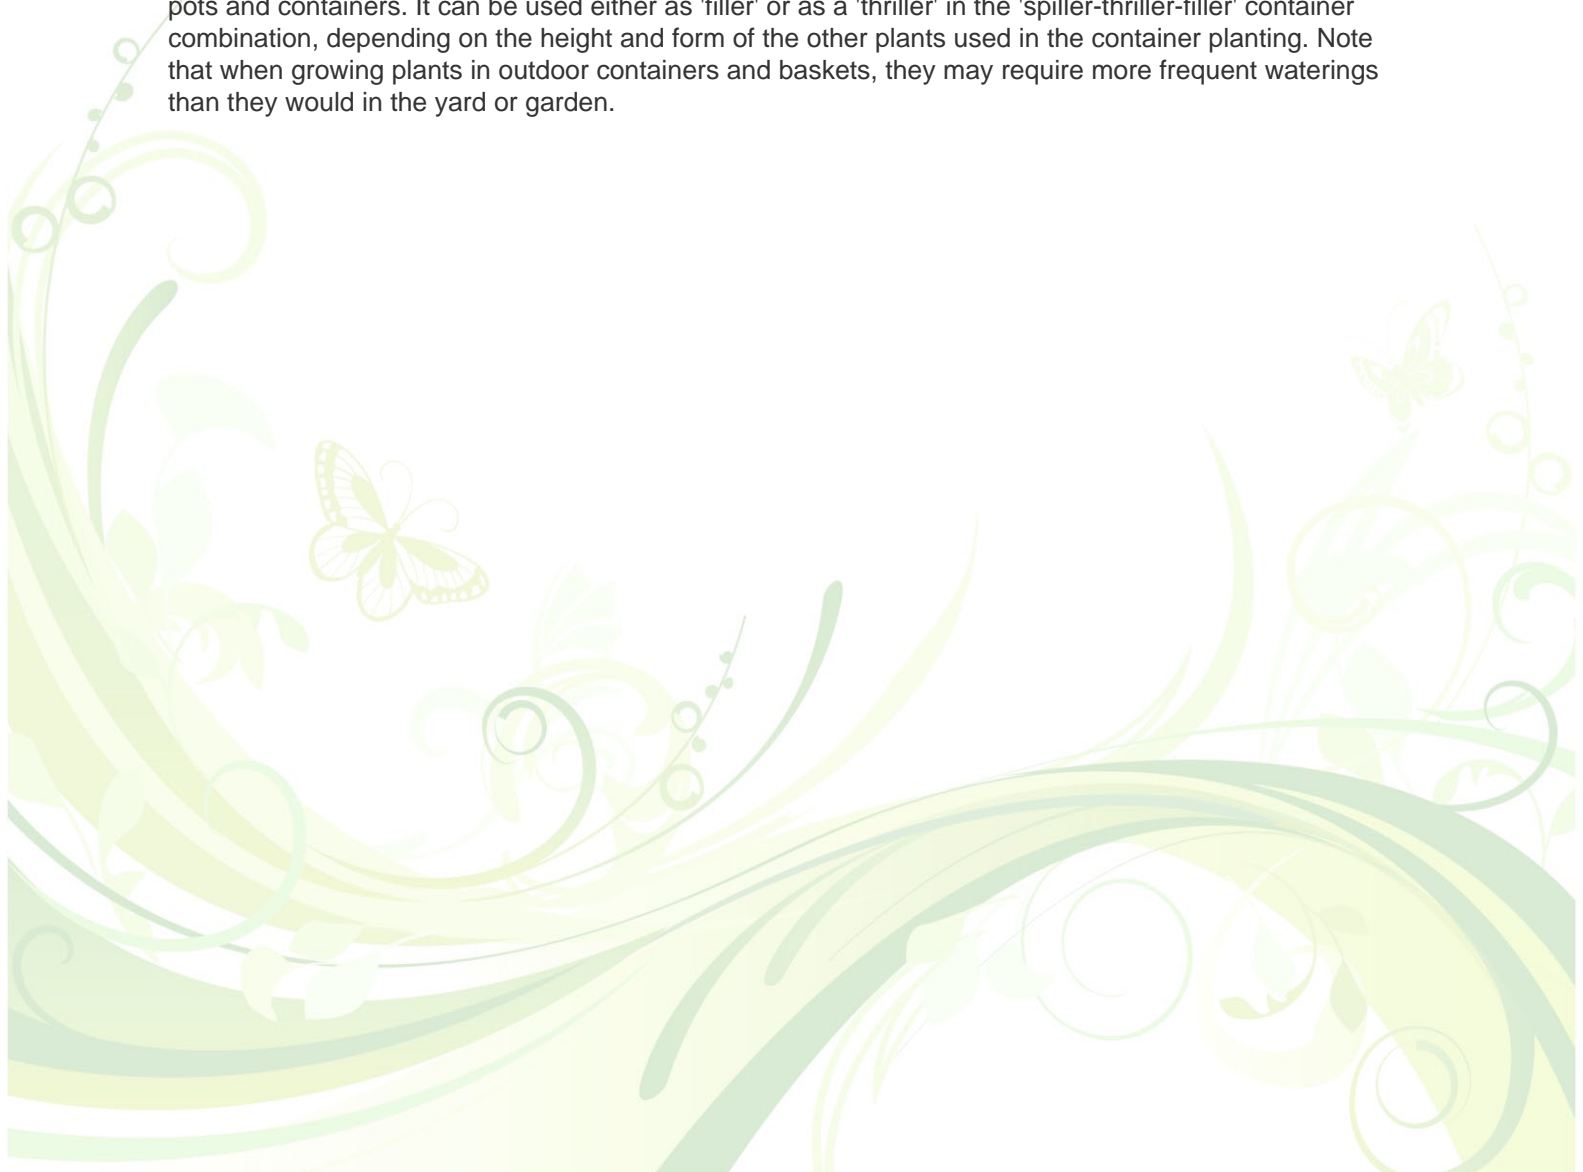 pots and containers. It can be used either as 'filler' or as a 'thriller' in the 'spiller-thriller-filler' container
combination, depending on the height and form of the other plants used in the container planting. Note
that when growing plants in outdoor containers and baskets, they may require more frequent waterings
than they would in the yard or garden.